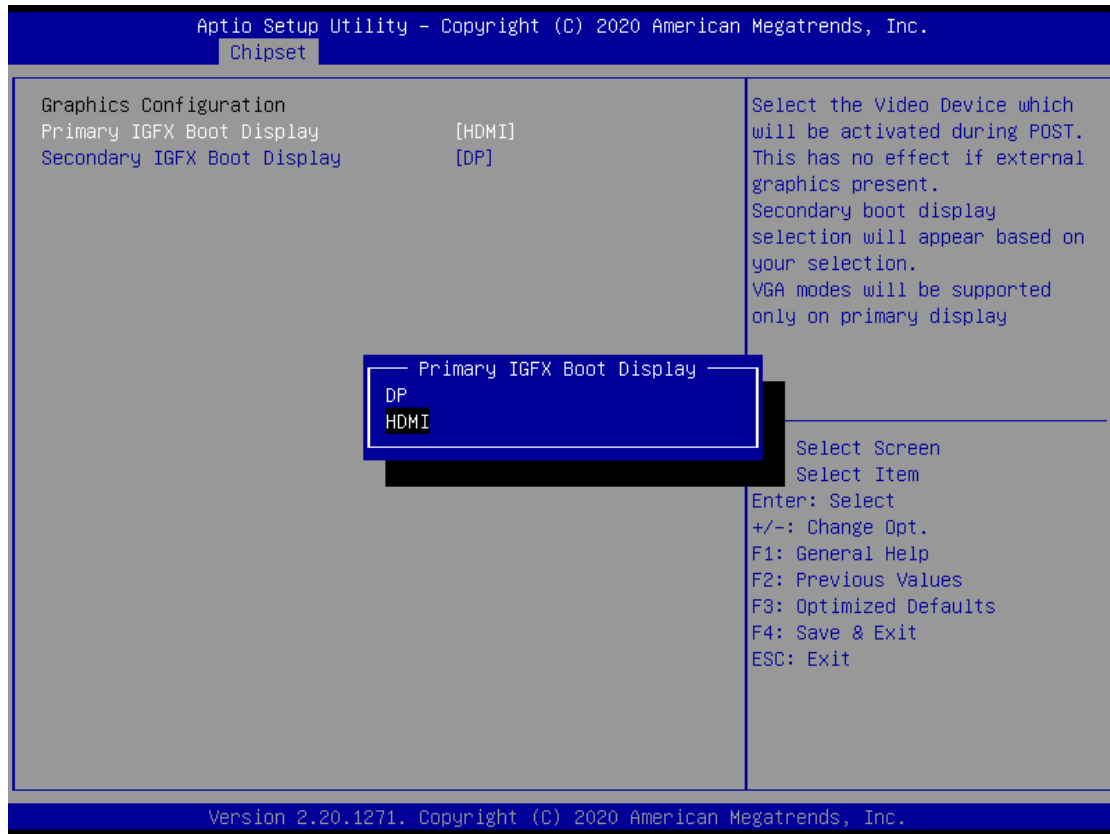 Aptio Setup Utility – Copyright (C) 2020 American Megatrends, Inc.
Chipset
Graphics Configuration
Primary IGFX Boot Display [HDMI]
Secondary IGFX Boot Display [DP]
Select the Video Device which
will be activated during POST.
This has no effect if external
graphics present.
Secondary boot display
selection will appear based on
your selection.
VGA modes will be supported
only on primary display
Primary IGFX Boot Display
DP
HDMI
Select Screen
Select Item
Enter: Select
+/-: Change Opt.
F1: General Help
F2: Previous Values
F3: Optimized Defaults
F4: Save & Exit
ESC: Exit
Version 2.20.1271. Copyright (C) 2020 American Megatrends, Inc.